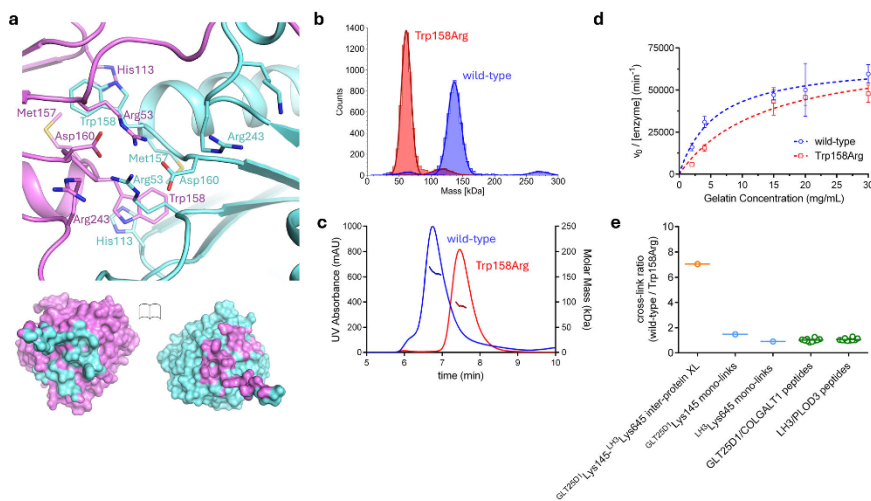 a
His113
Trp158
Arg53
Met157
Asp160
Arg243
Met157
Arg53
Asp160
Trp158
Arg243
His113
b
Counts
1400
1200
1000
800
600
400
200
0
Trp158Arg
wild-type
0
50
100
150
200
250
300
Mass [kDa]
c
UV Absorbance (mAU)
1000
800
600
400
200
0
wild-type
Trp158Arg
250
200
150
100
50
0
Molar Mass (kDa)
5
6
7
8
9
10
time (min)
d
v0 / [enzyme] (min⁻¹)
75000
50000
25000
0
wild-type
Trp158Arg
0
5
10
15
20
25
30
Gelatin Concentration (mg/mL)
e
cross-link ratio
(wild-type / Trp158Arg)
10
8
6
4
2
0
GLT25D1Lys145-LH3Lys645 inter-protein XL
GLT25D1Lys145 mono-links
LH3Lys645 mono-links
GLT25D1/COLGALT1 peptides
LH3/PLOD3 peptides